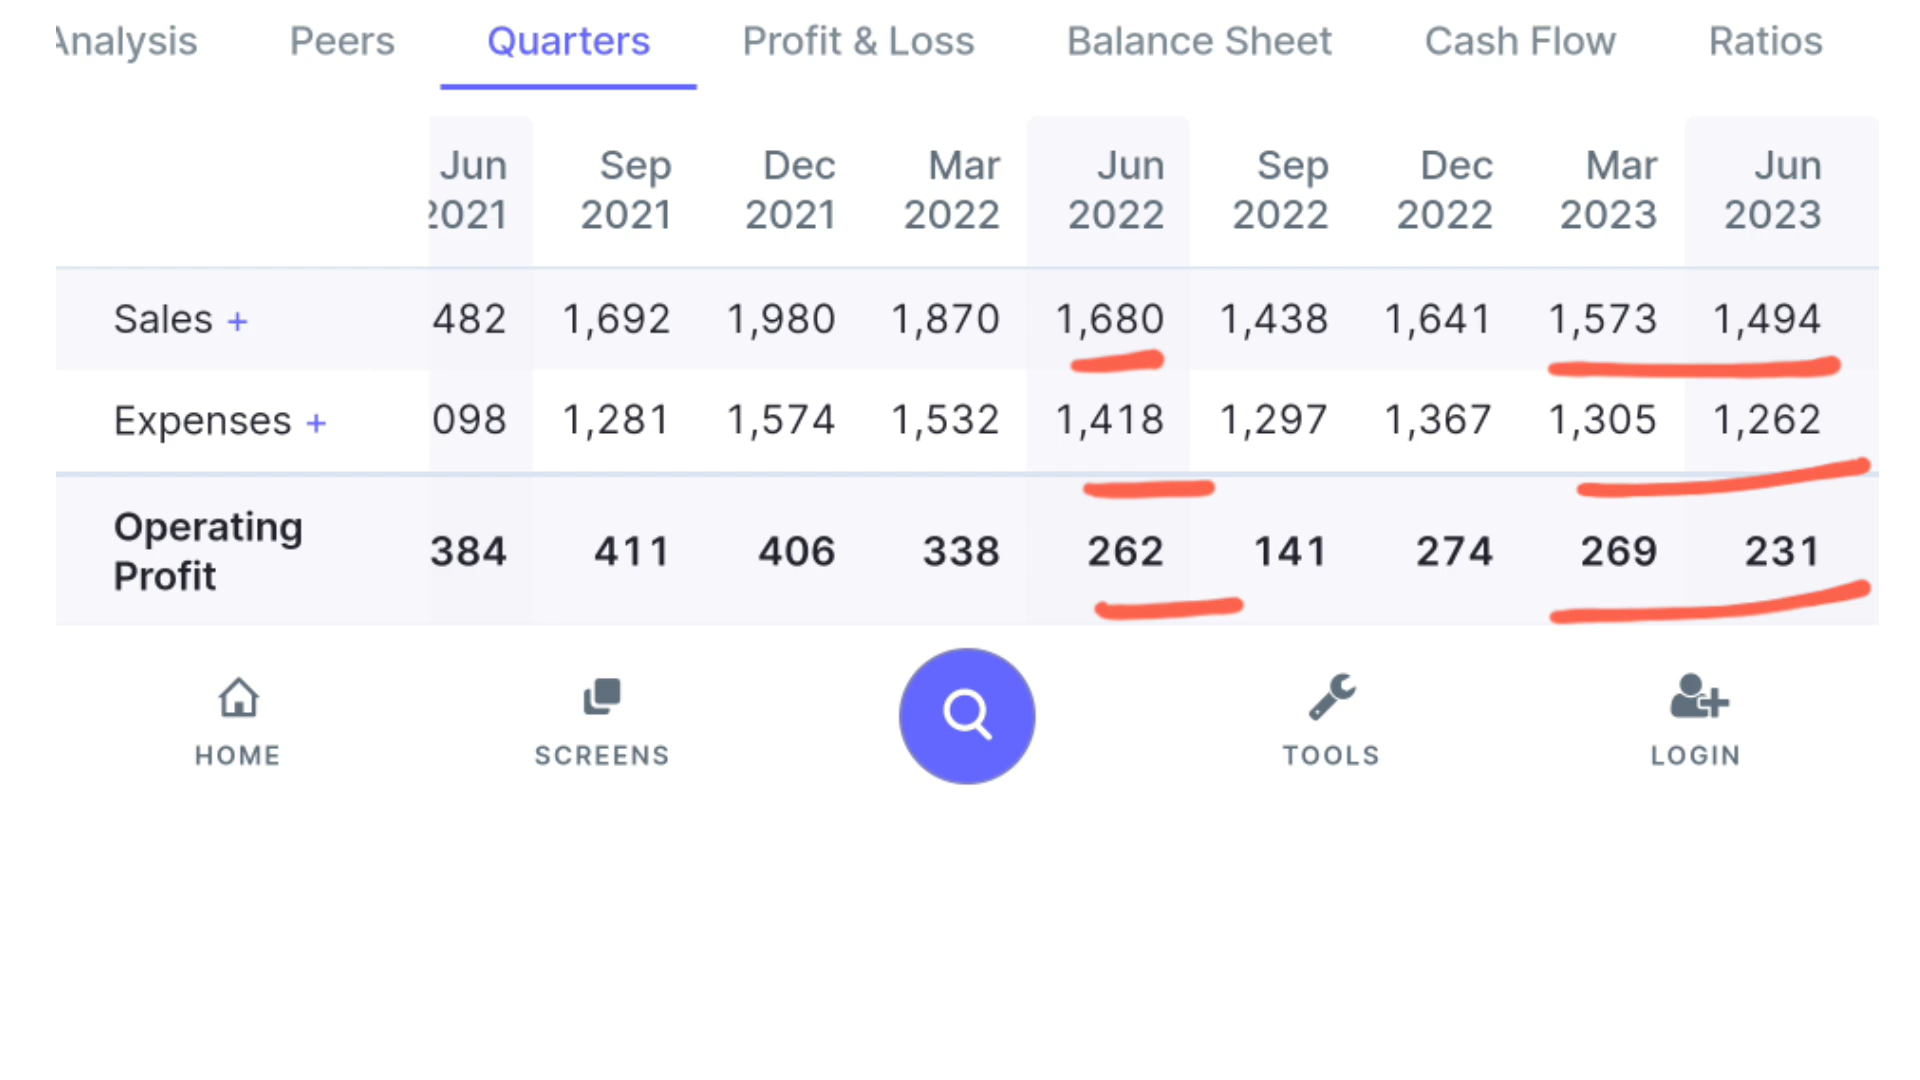 Analysis Peers Quarters Profit & Loss Balance Sheet Cash Flow Ratios
Jun Sep Dec Mar Jun Sep Dec Mar Jun
2021 2021 2021 2022 2022 2022 2022 2023 2023
Sales + 482 1,692 1,980 1,870 1,680 1,438 1,641 1,573 1,494
Expenses + 098 1,281 1,574 1,532 1,418 1,297 1,367 1,305 1,262
Operating
Profit 384 411 406 338 262 141 274 269 231
HOME SCREENS TOOLS LOGIN